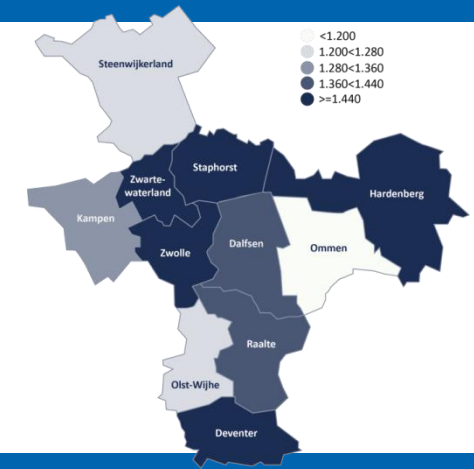 <1.200
1.200<1.280
1.280<1.360
1.360<1.440
>=1.440
Steenwijkerland
Zwarte-
waterland
Staphorst
Hardenberg
Kampen
Zwolle
Dalfsen
Ommen
Raalte
Olst-Wijhe
Deventer